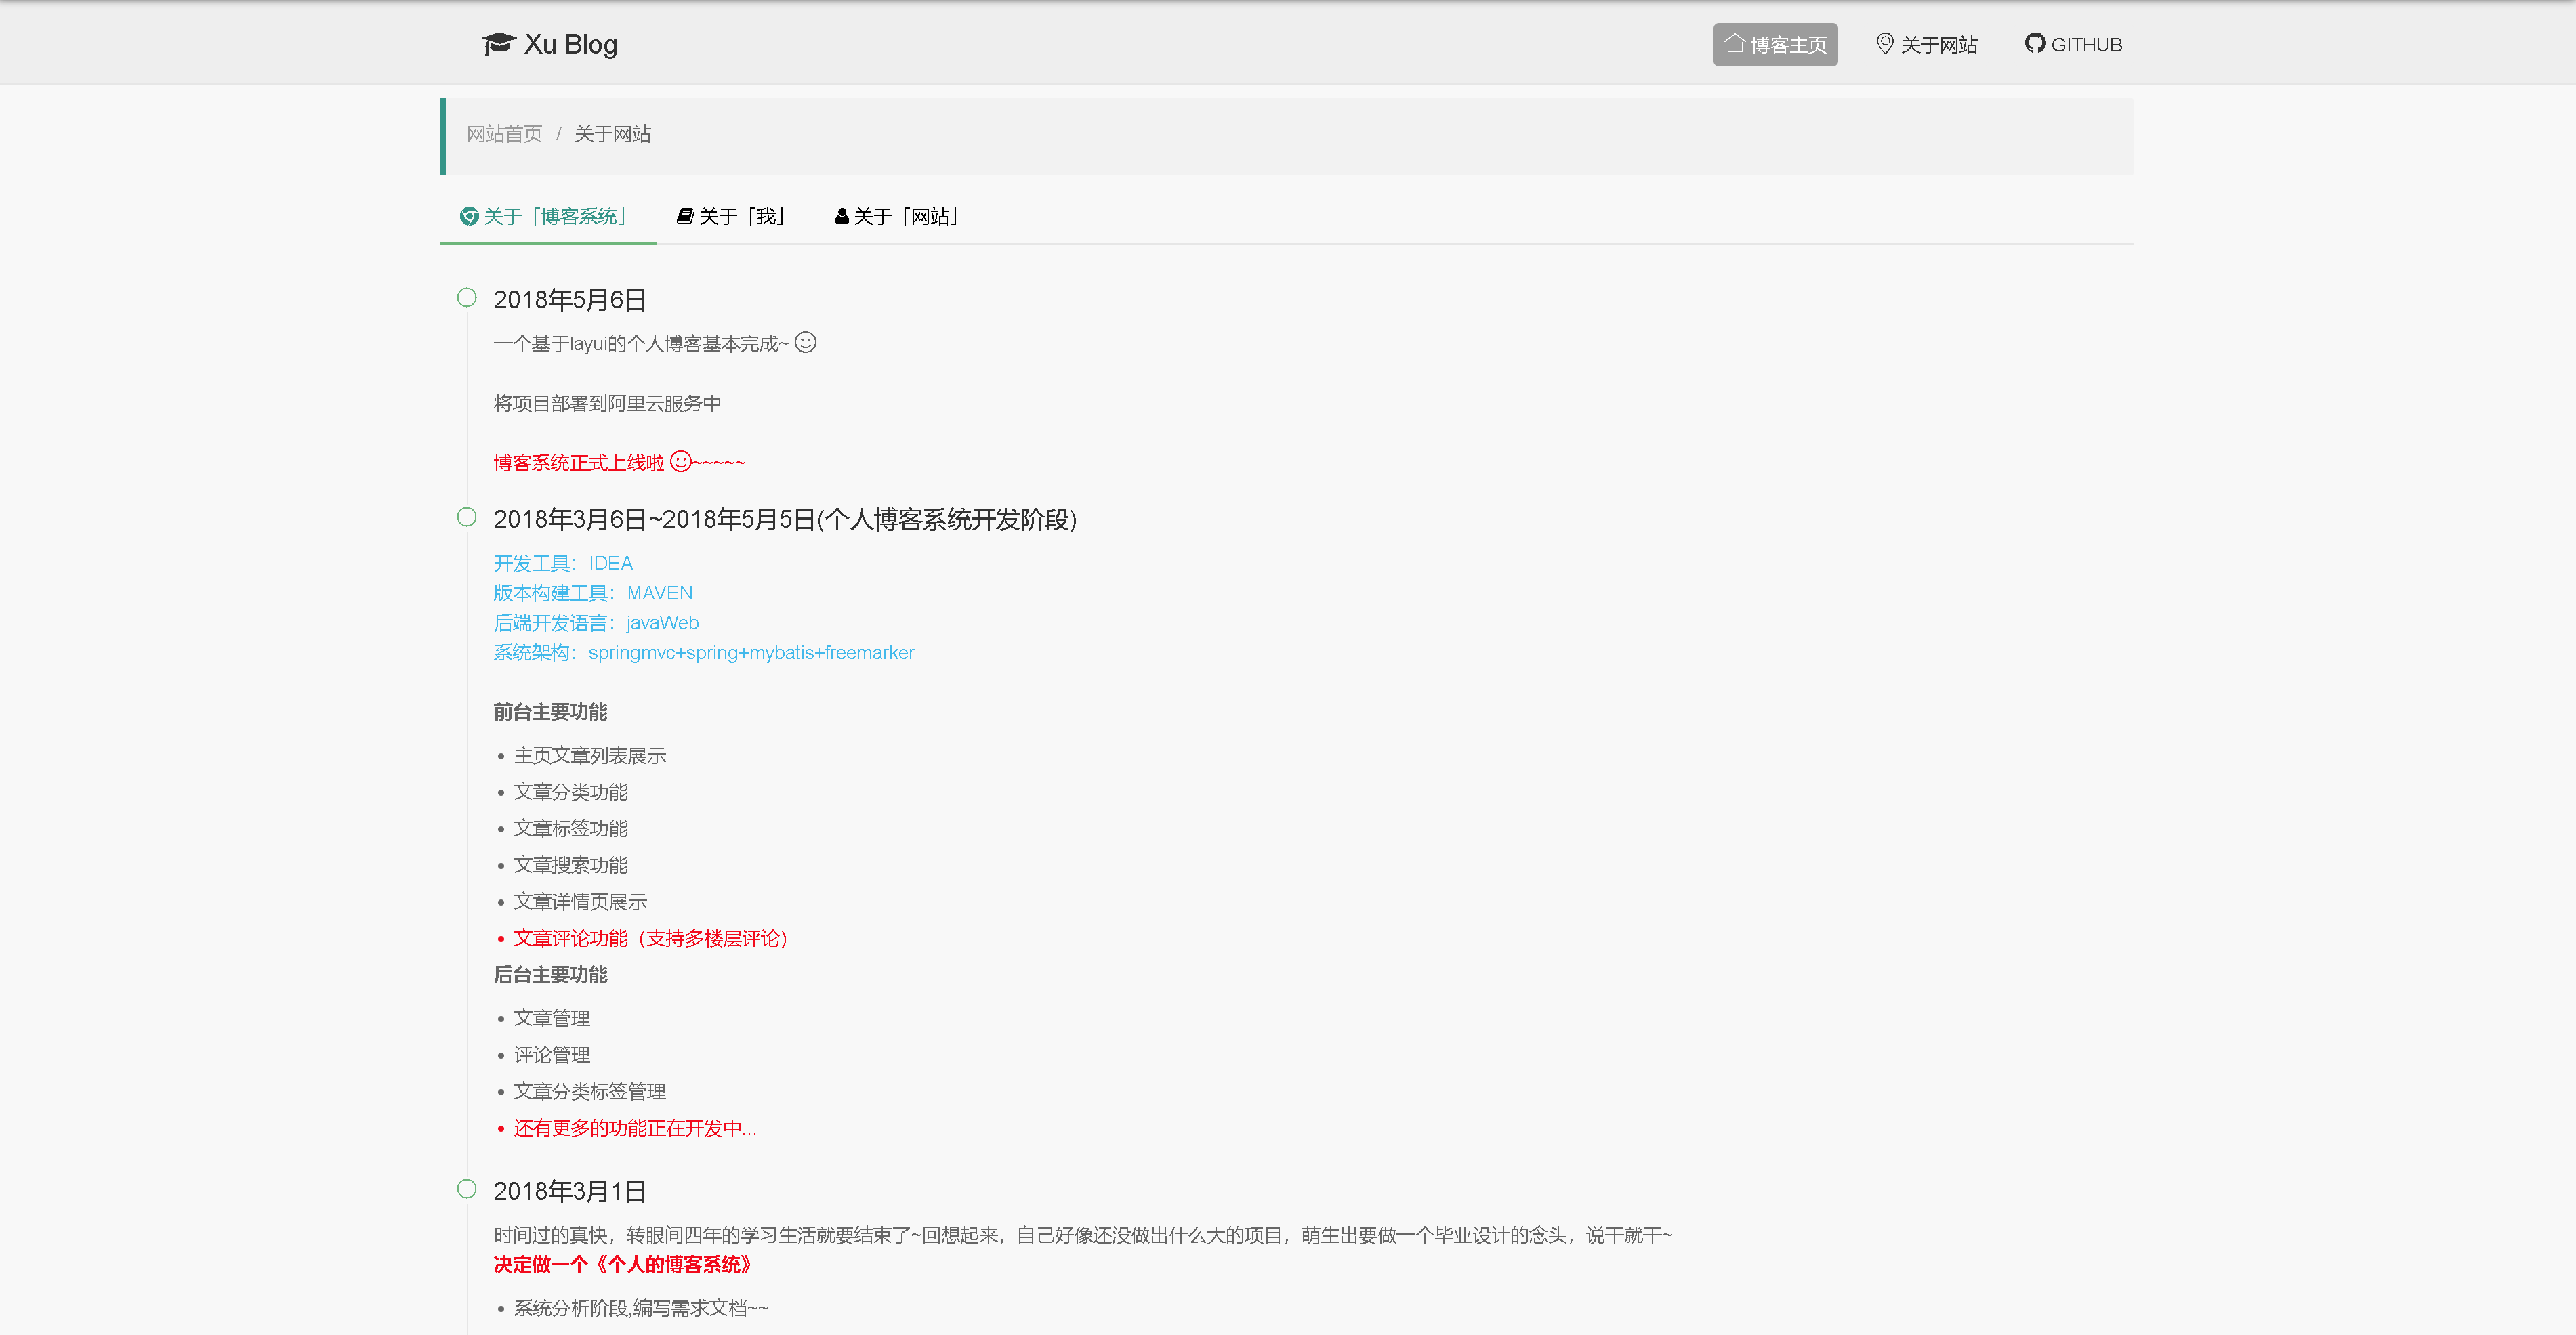 Xu Blog
博客主页
关于网站
GITHUB
网站首页 / 关于网站
关于「博客系统」
关于「我」
关于「网站」
2018年5月6日
一个基于layui的个人博客基本完成~
将项目部署到阿里云服务中
博客系统正式上线啦 ~~~~~
2018年3月6日~2018年5月5日(个人博客系统开发阶段)
开发工具：IDEA
版本构建工具：MAVEN
后端开发语言：javaWeb
系统架构：springmvc+spring+mybatis+freemarker
前台主要功能
• 主页文章列表展示
• 文章分类功能
• 文章标签功能
• 文章搜索功能
• 文章详情页展示
• 文章评论功能（支持多楼层评论）
后台主要功能
• 文章管理
• 评论管理
• 文章分类标签管理
• 还有更多的功能正在开发中...
2018年3月1日
时间过的真快，转眼间四年的学习生活就要结束了~回想起来，自己好像还没做出什么大的项目，萌生出要做一个毕业设计的念头，说干就干~
决定做一个《个人的博客系统》
• 系统分析阶段,编写需求文档~~